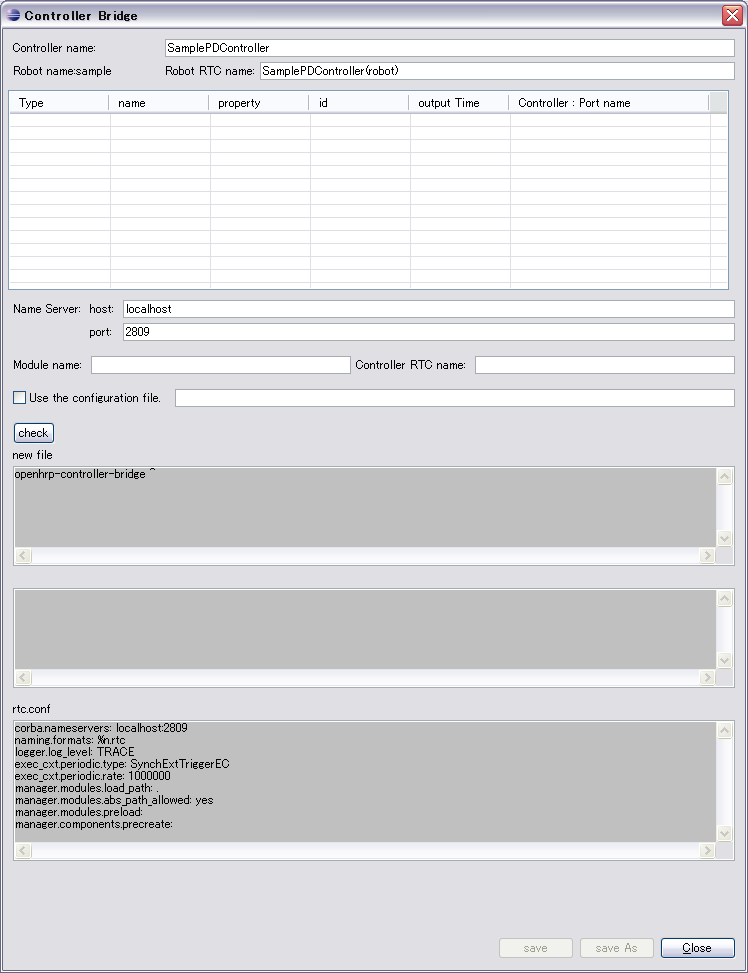 Controller Bridge
Controller name: SamplePDController
Robot name:sample Robot RTC name: SamplePDController(robot)
Type name property id output Time Controller : Port name
Name Server: host: localhost
port: 2809
Module name: Controller RTC name:
Use the configuration file.
check
new file
openhrp-controller-bridge ^
rtc.conf
corba.nameservers: localhost:2809
naming.formats: %n.rtc
logger.log_level: TRACE
exec_cxt.periodic.type: SynchExtTriggerEC
exec_cxt.periodic.rate: 1000000
manager.modules.load_path: .
manager.modules.abs_path_allowed: yes
manager.modules.preload:
manager.components.precreate:
save save As Close